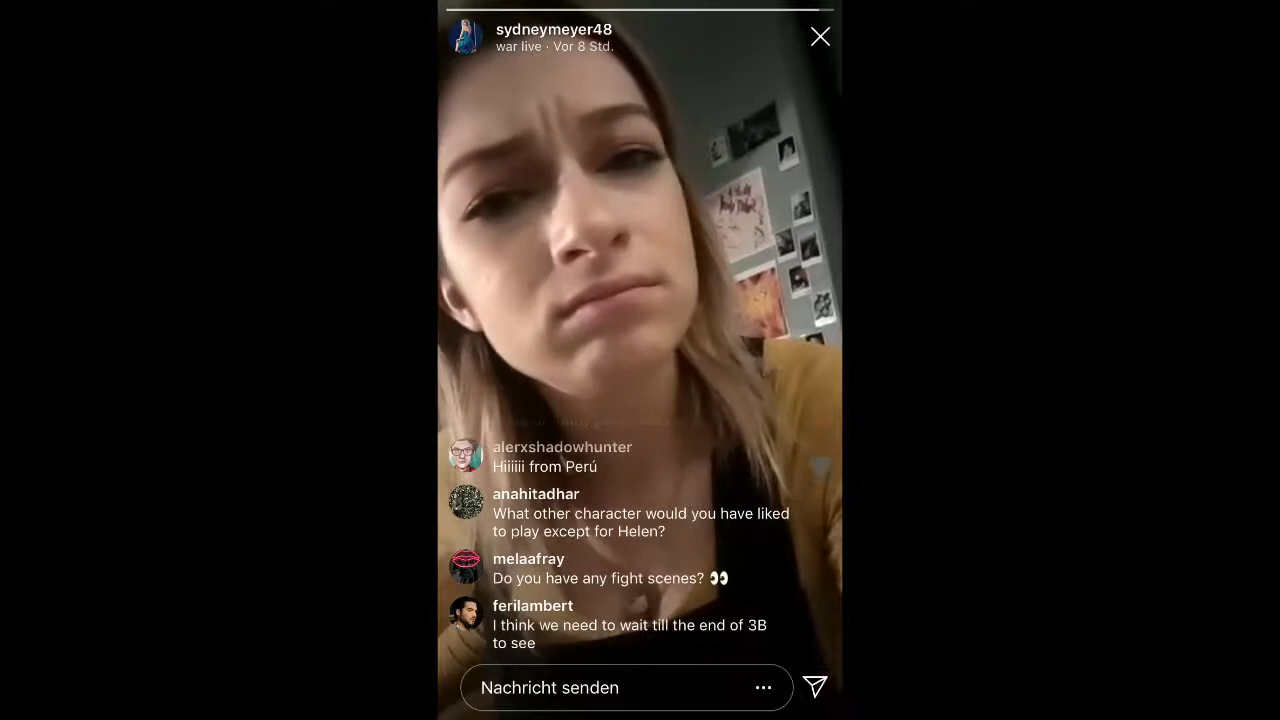 sydneymeyer48
war live · Vor 8 Std.
alerxshadowhunter
Hiiiiii from Perú
anahitadhar
What other character would you have liked
to play except for Helen?
melaafray
Do you have any fight scenes? 👀
ferilambert
I think we need to wait till the end of 3B
to see
Nachricht senden